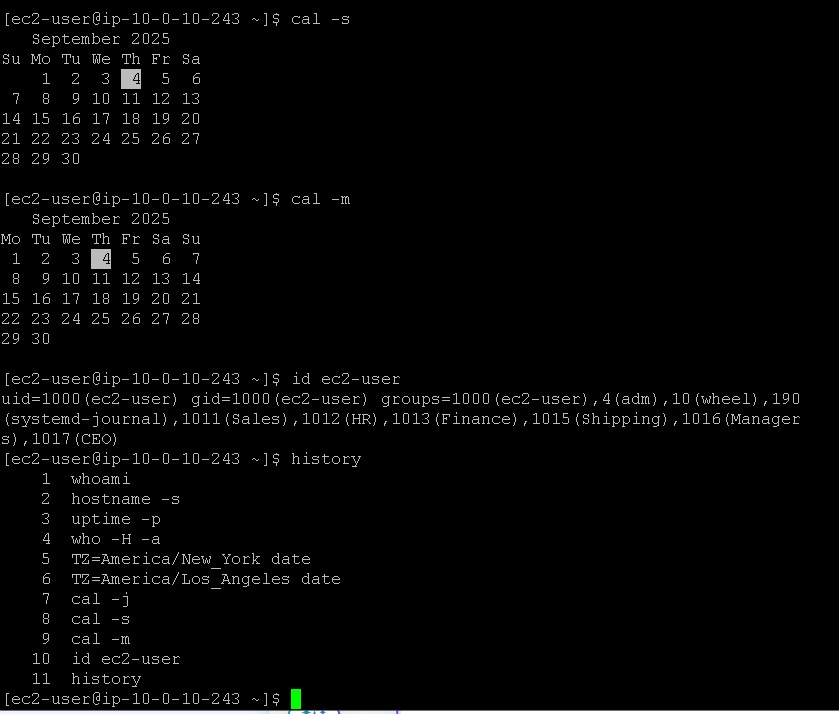 [ec2-user@ip-10-0-10-243 ~]$ cal -s
   September 2025
Su Mo Tu We Th Fr Sa
    1  2  3  4  5  6
 7  8  9 10 11 12 13
14 15 16 17 18 19 20
21 22 23 24 25 26 27
28 29 30
[ec2-user@ip-10-0-10-243 ~]$ cal -m
   September 2025
Mo Tu We Th Fr Sa Su
 1  2  3  4  5  6  7
 8  9 10 11 12 13 14
15 16 17 18 19 20 21
22 23 24 25 26 27 28
29 30
[ec2-user@ip-10-0-10-243 ~]$ id ec2-user
uid=1000(ec2-user) gid=1000(ec2-user) groups=1000(ec2-user),4(adm),10(wheel),190
(systemd-journal),1011(Sales),1012(HR),1013(Finance),1015(Shipping),1016(Manager
s),1017(CEO)
[ec2-user@ip-10-0-10-243 ~]$ history
    1  whoami
    2  hostname -s
    3  uptime -p
    4  who -H -a
    5  TZ=America/New_York date
    6  TZ=America/Los_Angeles date
    7  cal -j
    8  cal -s
    9  cal -m
   10  id ec2-user
   11  history
[ec2-user@ip-10-0-10-243 ~]$